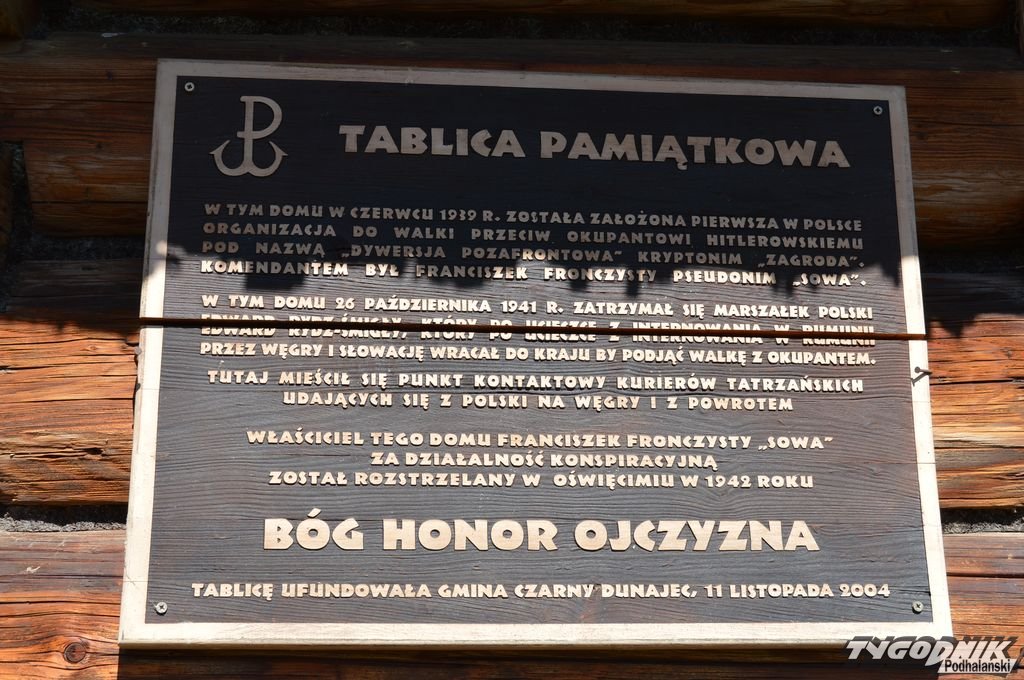 TABLICA PAMIĄTKOWA
W TYM DOMU W CZERWCU 1939 R. ZOSTAŁA ZAŁOŻONA PIERWSZA W POLSCE
ORGANIZACJA DO WALKI PRZECIW OKUPANTOWI HITLEROWSKIEMU
POD NAZWĄ „DYWERSJA POZAFRONTOWA" KRYPTONIM „ZAGRODA".
KOMENDANTEM BYŁ FRANCISZEK FRONCZYSTY PSEUDONIM „SOWA".
W TYM DOMU 26 PAŹDZIERNIKA 1941 R. ZATRZYMAŁ SIĘ MARSZAŁEK POLSKI
EDWARD RYDZ-ŚMIGŁY, KTÓRY PO UCIECZCE Z INTERNOWANIA W RUMUNII
PRZEZ WĘGRY I SŁOWACJĘ WRACAŁ DO KRAJU BY PODJĄĆ WALKĘ Z OKUPANTEM.
TUTAJ MIEŚCIŁ SIĘ PUNKT KONTAKTOWY KURIERÓW TATRZAŃSKICH
UDAJĄCYCH SIĘ Z POLSKI NA WĘGRY I Z POWROTEM
WŁAŚCICIEL TEGO DOMU FRANCISZEK FRONCZYSTY „SOWA"
ZA DZIAŁALNOŚĆ KONSPIRACYJNĄ
ZOSTAŁ ROZSTRZELANY W OŚWIĘCIMIU W 1942 ROKU
BÓG HONOR OJCZYZNA
TABLICĘ UFUNDOWAŁA GMINA CZARNY DUNAJEC, 11 LISTOPADA 2004
TYGODNIK
Podhalański